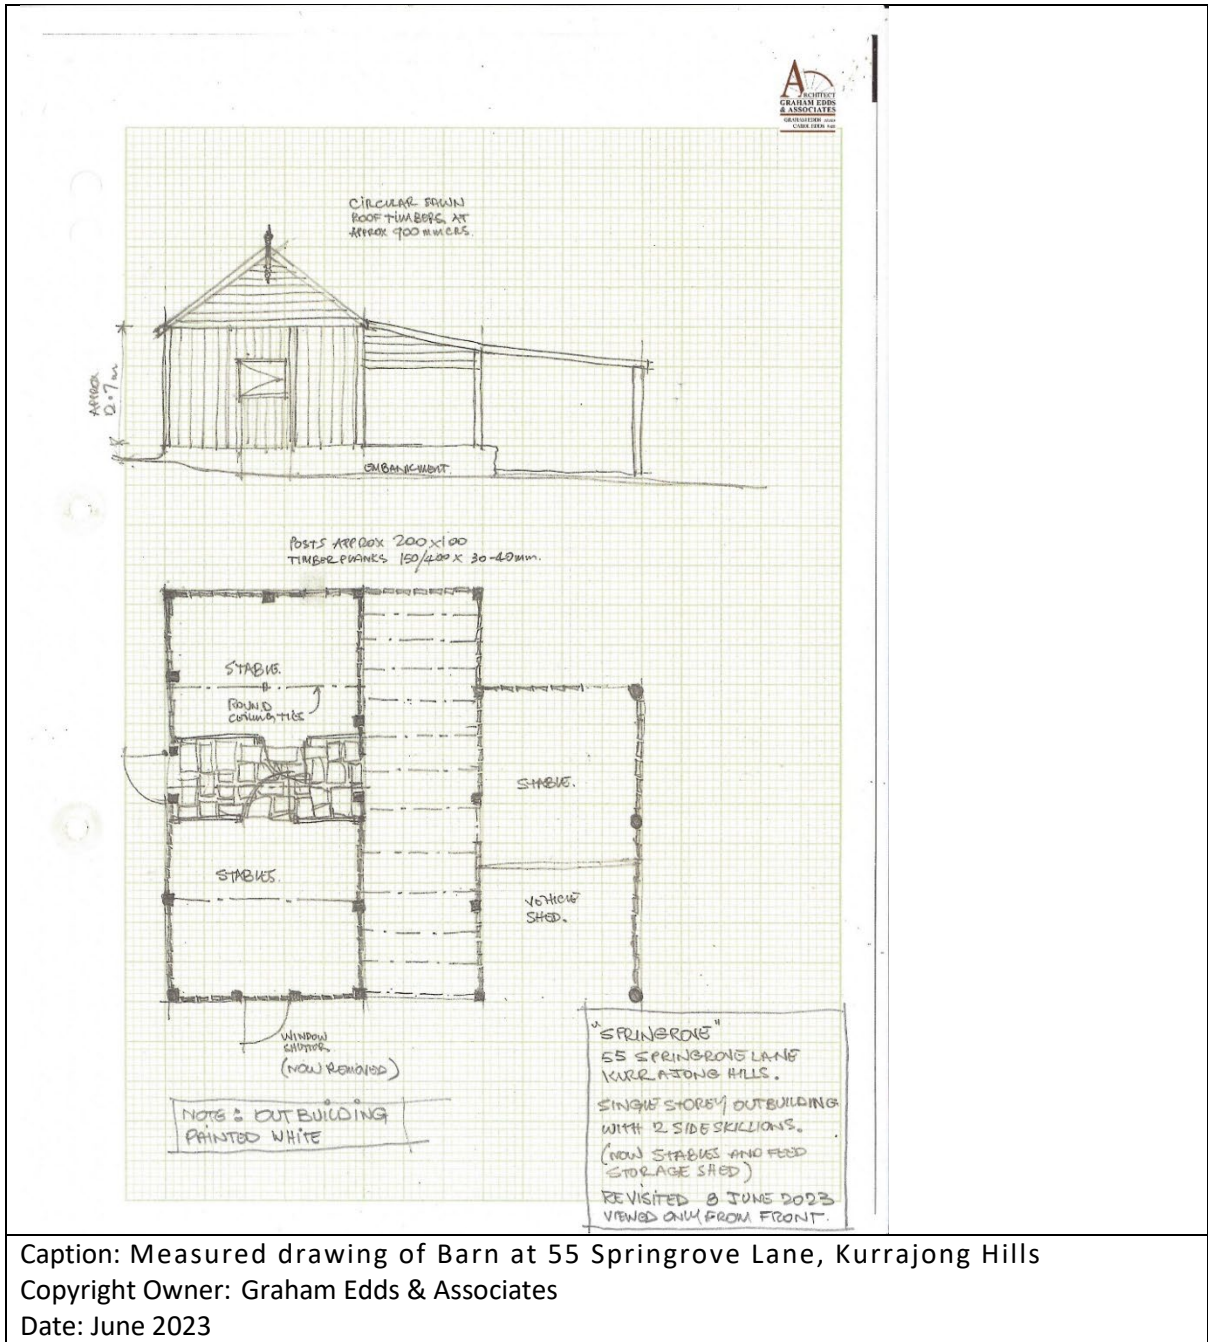 ARCHITECT
GRAHAM EDDS
& ASSOCIATES
CIRCULAR SAWN
ROOF TIMBERS AT
APPROX 900 mm CRS.
APPROX
2.7m
EMBANKMENT.
POSTS APPROX 200x100
TIMBER PLANKS 150/400 x 30-40mm.
STABLE.
ROUND
CEILING TIES
STABLE.
STABLES.
VEHICLE
SHED.
WINDOW
SHUTTER
(NOW REMOVED)
NOTE: OUTBUILDING
PAINTED WHITE
"SPRINGROVE"
55 SPRINGROVE LANE
KURRAJONG HILLS.
SINGLE STOREY OUTBUILDING
WITH 2 SIDE SKILLIONS.
(NOW STABLES AND FEED
STORAGE SHED)
REVISITED 8 JUNE 2023
VIEWED ONLY FROM FRONT.
Caption: Measured drawing of Barn at 55 Springrove Lane, Kurrajong Hills
Copyright Owner: Graham Edds & Associates
Date: June 2023